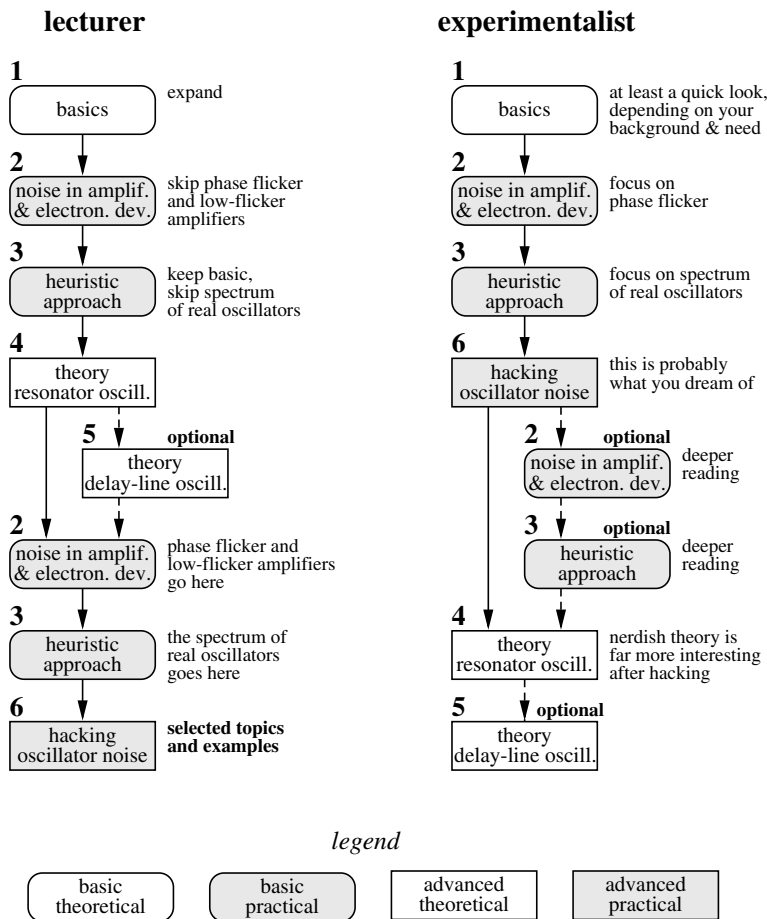 lecturer
1
basics
expand
2
noise in amplif.
& electron. dev.
skip phase flicker
and low-flicker
amplifiers
3
heuristic
approach
keep basic,
skip spectrum
of real oscillators
4
theory
resonator oscill.
5
optional
theory
delay-line oscill.
2
noise in amplif.
& electron. dev.
phase flicker and
low-flicker amplifiers
go here
3
heuristic
approach
the spectrum of
real oscillators
goes here
6
hacking
oscillator noise
selected topics
and examples
experimentalist
1
basics
at least a quick look,
depending on your
background & need
2
noise in amplif.
& electron. dev.
focus on
phase flicker
3
heuristic
approach
focus on spectrum
of real oscillators
6
hacking
oscillator noise
this is probably
what you dream of
2
optional
noise in amplif.
& electron. dev.
deeper
reading
3
optional
heuristic
approach
deeper
reading
4
theory
resonator oscill.
nerdish theory is
far more interesting
after hacking
5
optional
theory
delay-line oscill.
legend
basic
theoretical
basic
practical
advanced
theoretical
advanced
practical